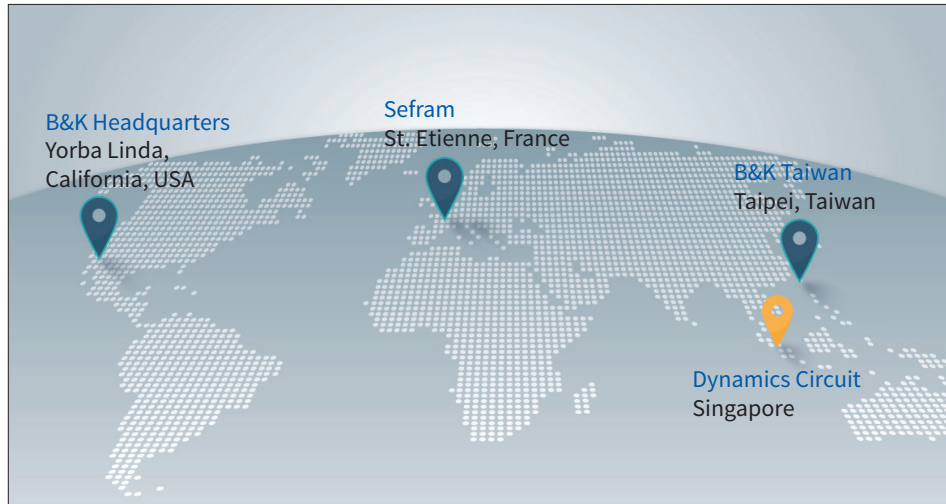 B&K Headquarters
Yorba Linda,
California, USA
Sefram
St. Etienne, France
B&K Taiwan
Taipei, Taiwan
Dynamics Circuit
Singapore